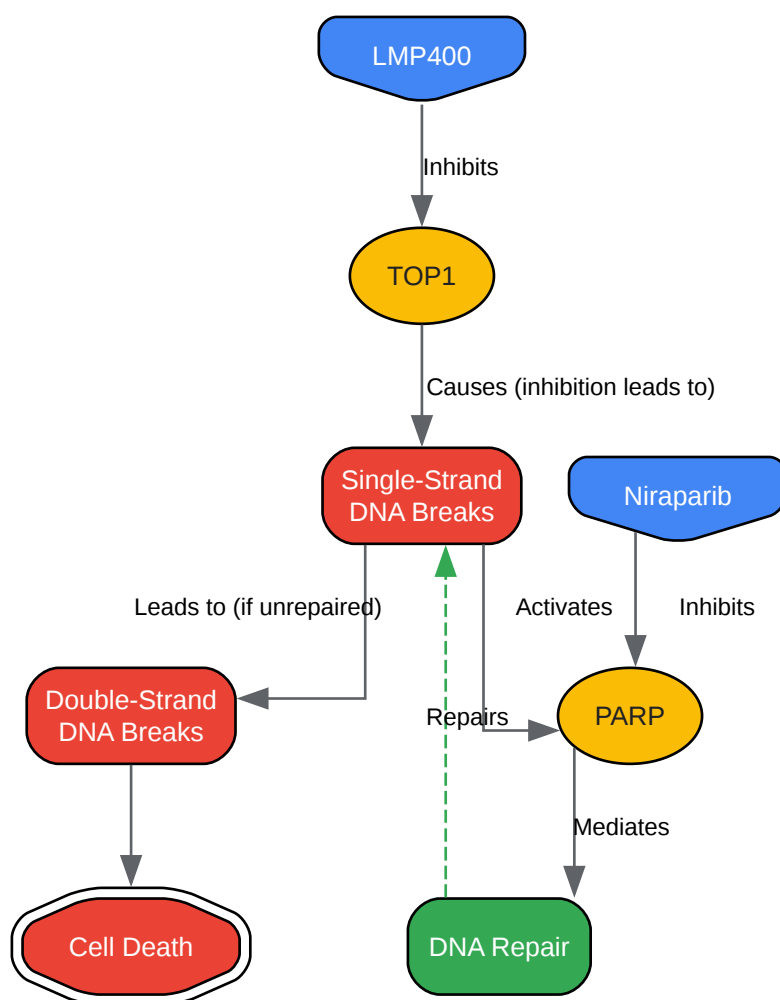 LMP400
Inhibits
TOP1
Causes (inhibition leads to)
Single-Strand
DNA Breaks
Niraparib
Leads to (if unrepaired)
Activates
Inhibits
Double-Strand
DNA Breaks
Repairs
PARP
Mediates
Cell Death
DNA Repair